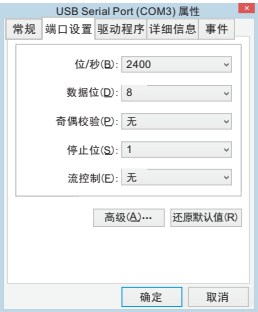 USB Serial Port (COM3) 属性
常规 端口设置 驱动程序 详细信息 事件
位/秒(B): 2400
数据位(D): 8
奇偶校验(P): 无
停止位(S): 1
流控制(F): 无
高级(A)... 还原默认值(R)
确定 取消